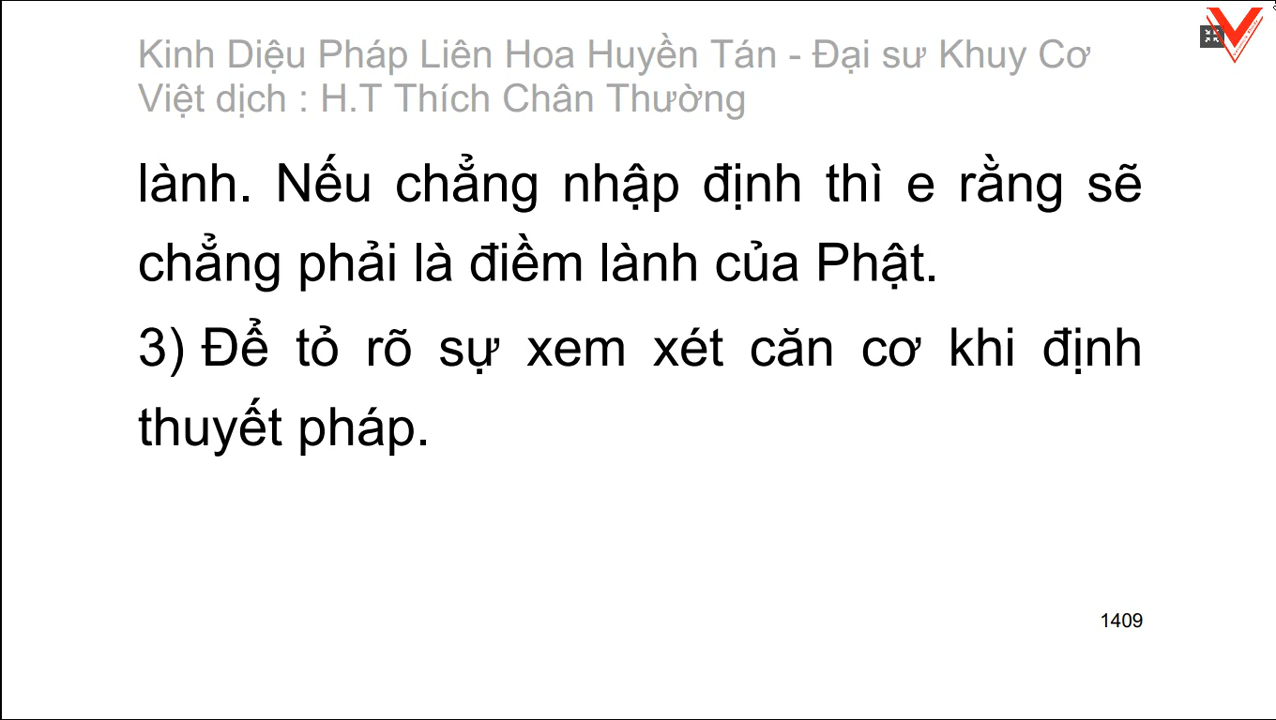 Kinh Diệu Pháp Liên Hoa Huyền Tán - Đại sư Khuy Cơ
Việt dịch : H.T Thích Chân Thường
lành. Nếu chẳng nhập định thì e rằng sẽ
chẳng phải là điềm lành của Phật.
3) Để tỏ rõ sự xem xét căn cơ khi định
thuyết pháp.
1409